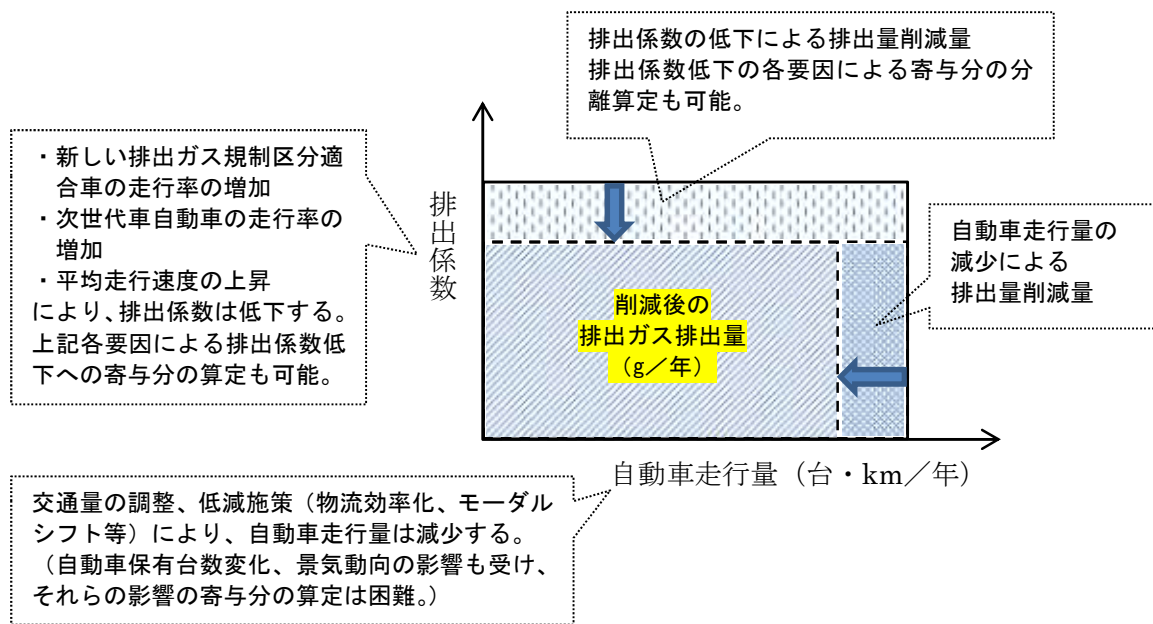 排出係数の低下による排出量削減量
排出係数低下の各要因による寄与分の分
離算定も可能。
・新しい排出ガス規制区分適
合車の走行率の増加
・次世代車自動車の走行率の
増加
・平均走行速度の上昇
により、排出係数は低下する。
上記各要因による排出係数低
下への寄与分の算定も可能。
排出係数
自動車走行量の
減少による
排出量削減量
削減後の
排出ガス排出量
（g／年）
自動車走行量（台・km／年）
交通量の調整、低減施策（物流効率化、モーダル
シフト等）により、自動車走行量は減少する。
（自動車保有台数変化、景気動向の影響も受け、
それらの影響の寄与分の算定は困難。）